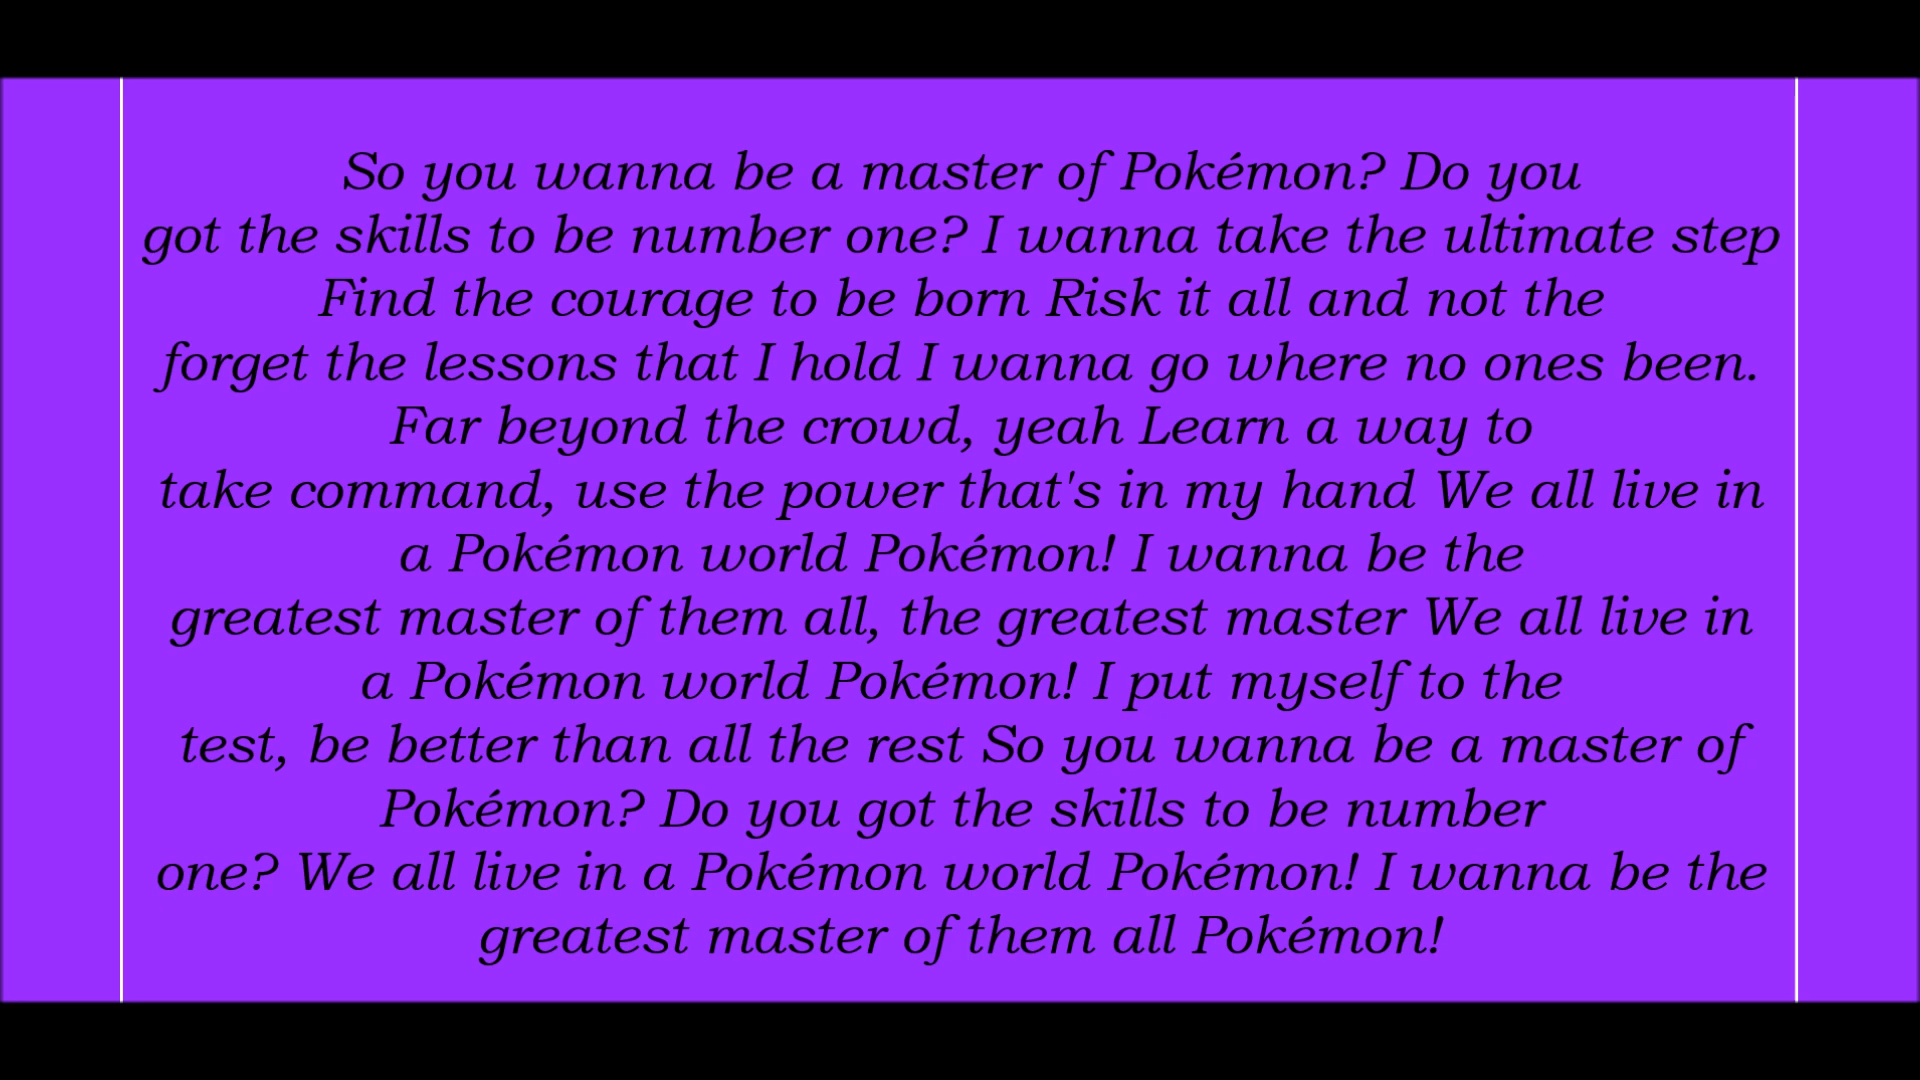 So you wanna be a master of Pokémon? Do you
got the skills to be number one? I wanna take the ultimate step
Find the courage to be born Risk it all and not the
forget the lessons that I hold I wanna go where no ones been.
Far beyond the crowd, yeah Learn a way to
take command, use the power that's in my hand We all live in
a Pokémon world Pokémon! I wanna be the
greatest master of them all, the greatest master We all live in
a Pokémon world Pokémon! I put myself to the
test, be better than all the rest So you wanna be a master of
Pokémon? Do you got the skills to be number
one? We all live in a Pokémon world Pokémon! I wanna be the
greatest master of them all Pokémon!